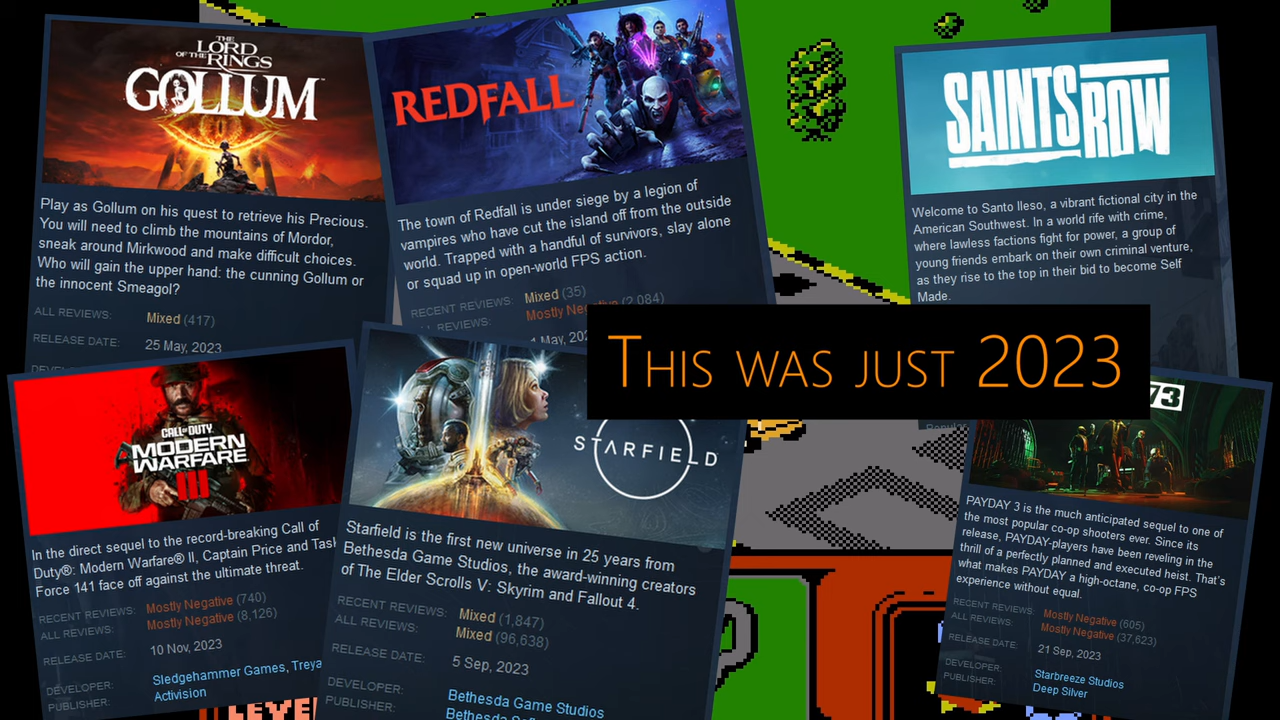 THE
LORD
OF THE RINGS
GOLLUM
Play as Gollum on his quest to retrieve his Precious.
You will need to climb the mountains of Mordor,
sneak around Mirkwood and make difficult choices.
Who will gain the upper hand: the cunning Gollum or
the innocent Smeagol?
ALL REVIEWS: Mixed (417)
RELEASE DATE: 25 May, 2023
REDFALL
The town of Redfall is under siege by a legion of
vampires who have cut the island off from the outside
world. Trapped with a handful of survivors, slay alone
or squad up in open-world FPS action.
RECENT REVIEWS: Mixed (35)
REVIEWS: Mostly (2,084)
SAINTS ROW
Welcome to Santo Ileso, a vibrant fictional city in the
American Southwest. In a world rife with crime,
where lawless factions fight for power, a group of
young friends embark on their own criminal venture,
as they rise to the top in their bid to become Self
Made.
THIS WAS JUST 2023
CALL OF DUTY
MODERN
WARFARE
III
In the direct sequel to the record-breaking Call of
Duty®: Modern Warfare® II, Captain Price and Task
Force 141 face off against the ultimate threat.
RECENT REVIEWS: Mostly Negative (740)
ALL REVIEWS: Mostly Negative (8,126)
RELEASE DATE: 10 Nov, 2023
DEVELOPER: Sledgehammer Games, Treya
PUBLISHER: Activision
STARFIELD
Starfield is the first new universe in 25 years from
Bethesda Game Studios, the award-winning creators
of The Elder Scrolls V: Skyrim and Fallout 4.
RECENT REVIEWS: Mixed (1,847)
ALL REVIEWS: Mixed (96,638)
RELEASE DATE: 5 Sep, 2023
DEVELOPER: Bethesda Game Studios
PUBLISHER: Bethesda
3
PAYDAY 3 is the much anticipated sequel to one of
the most popular co-op shooters ever. Since its
release, PAYDAY-players have been reveling in the
thrill of a perfectly planned and executed heist. That's
what makes PAYDAY a high-octane, co-op FPS
experience without equal.
RECENT REVIEWS: Mostly Negative (605)
ALL REVIEWS: Mostly Negative (37,623)
RELEASE DATE: 21 Sep, 2023
DEVELOPER: Starbreeze Studios
PUBLISHER: Deep Silver
LEVEL